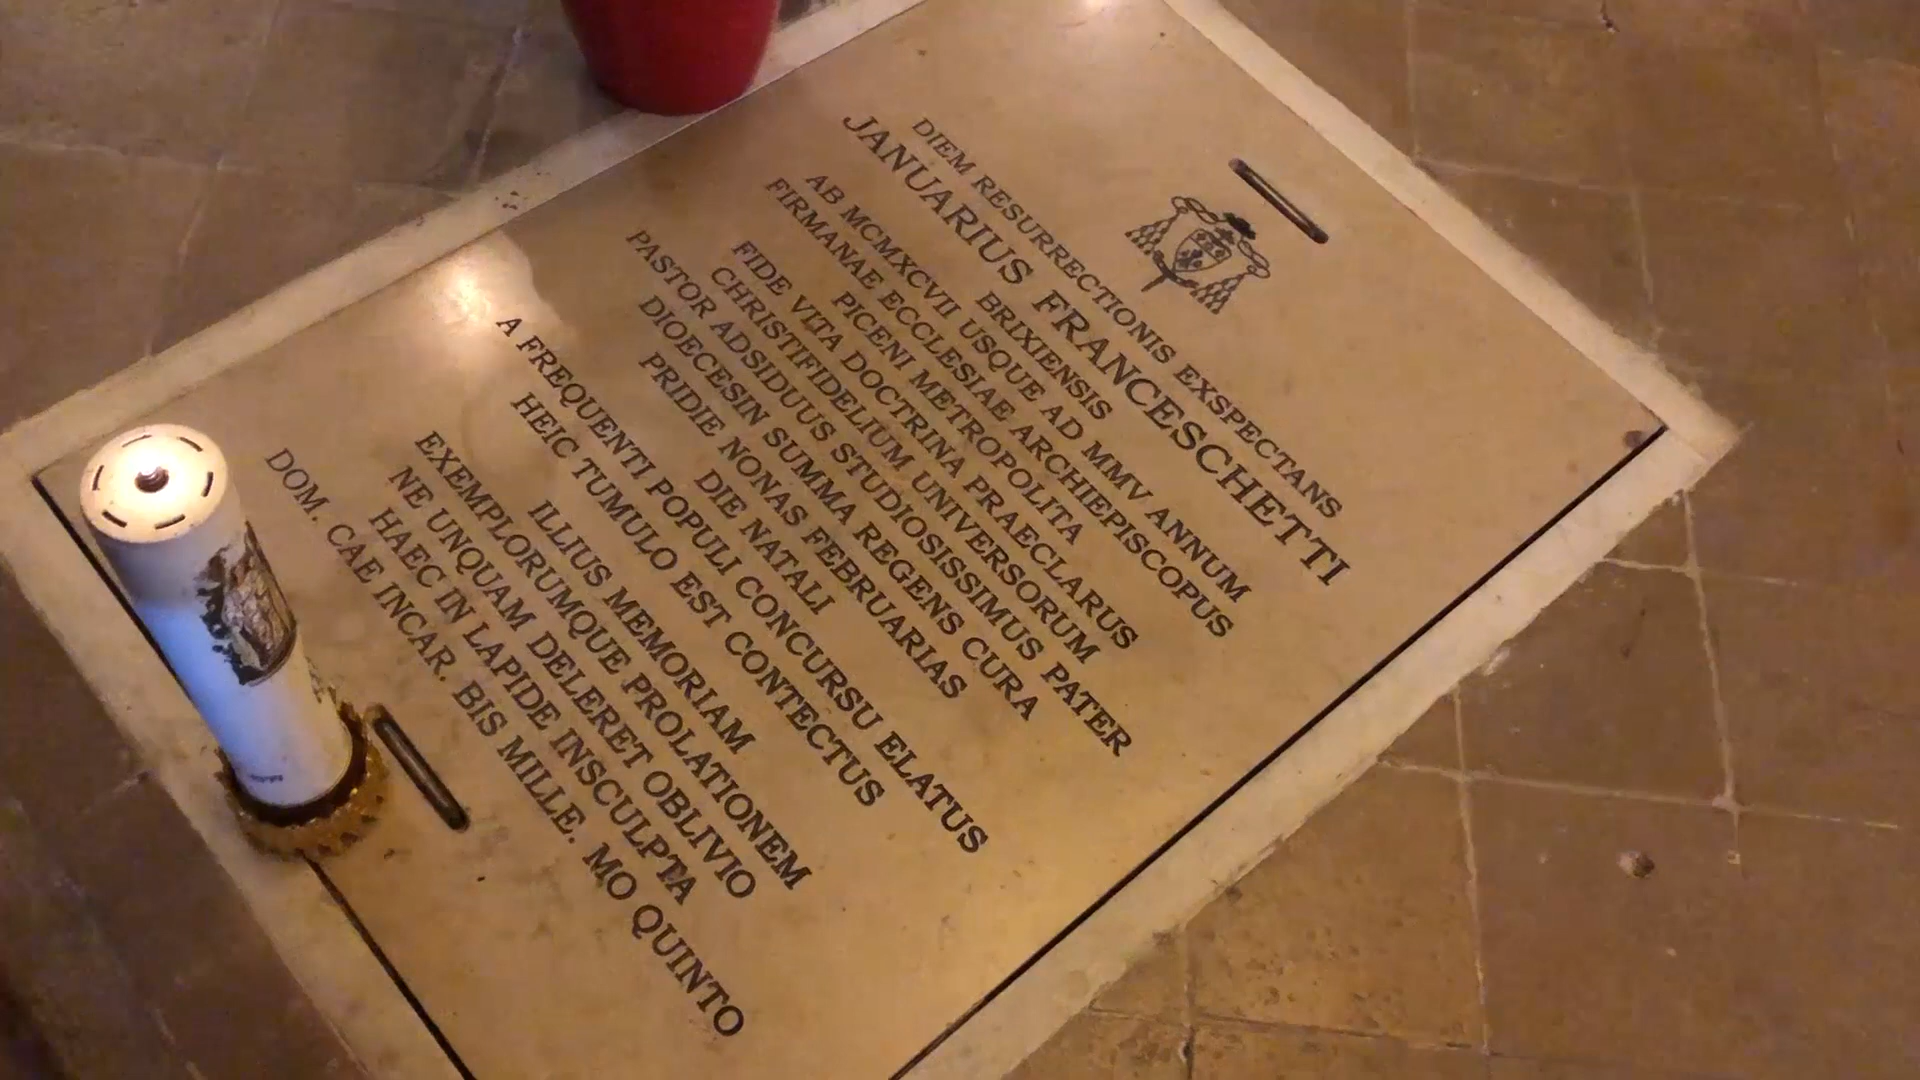 DIEM RESURRECTIONIS EXSPECTANS
JANUARIUS FRANCESCHETTI
BRIXIENSIS
AB MCMXCVII USQUE AD MMV ANNUM
FIRMANAE ECCLESIAE ARCHIEPISCOPUS
PICENI METROPOLITA
FIDE VITA DOCTRINA PRAECLARUS
CHRISTIFIDELIUM UNIVERSORUM
PASTOR ADSIDUUS STUDIOSISSIMUS PATER
DIOECESIN SUMMA REGENS CURA
PRIDIE NONAS FEBRUARIAS
DIE NATALI
A FREQUENTI POPULI CONCURSU ELATUS
HEIC TUMULO EST CONTECTUS
ILLIUS MEMORIAM
EXEMPLORUMQUE PROLATIONEM
NE UNQUAM DELERET OBLIVIO
HAEC IN LAPIDE INSCULPTA
DOM. CAE INCAR. BIS MILLE. MO QUINTO